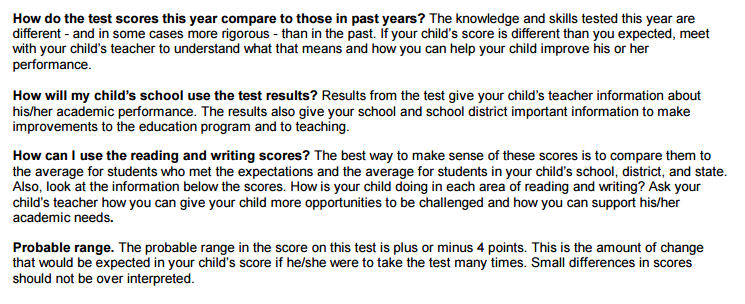 How do the test scores this year compare to those in past years? The knowledge and skills tested this year are
different - and in some cases more rigorous - than in the past. If your child's score is different than you expected, meet
with your child's teacher to understand what that means and how you can help your child improve his or her
performance.
How will my child's school use the test results? Results from the test give your child's teacher information about
his/her academic performance. The results also give your school and school district important information to make
improvements to the education program and to teaching.
How can I use the reading and writing scores? The best way to make sense of these scores is to compare them to
the average for students who met the expectations and the average for students in your child's school, district, and state.
Also, look at the information below the scores. How is your child doing in each area of reading and writing? Ask your
child's teacher how you can give your child more opportunities to be challenged and how you can support his/her
academic needs.
Probable range. The probable range in the score on this test is plus or minus 4 points. This is the amount of change
that would be expected in your child's score if he/she were to take the test many times. Small differences in scores
should not be over interpreted.